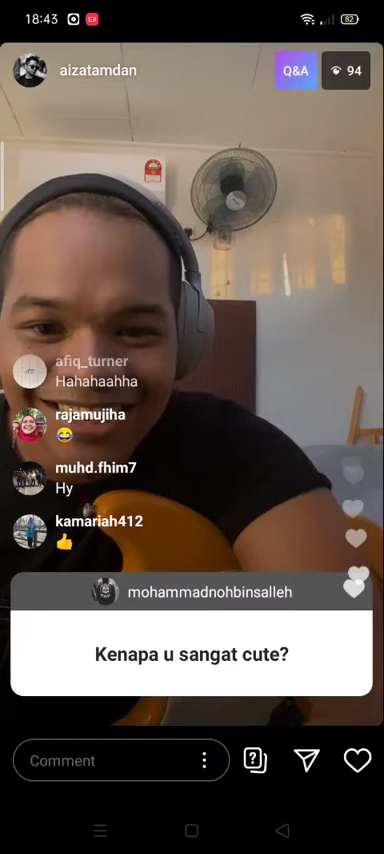 18:43
82
aizatamdan
Q&A
94
afiq_turner
Hahahaahha
rajamujiha
😂
muhd.fhim7
Hy
kamariah412
👍
mohammadnohbinsalleh
Kenapa u sangat cute?
Comment